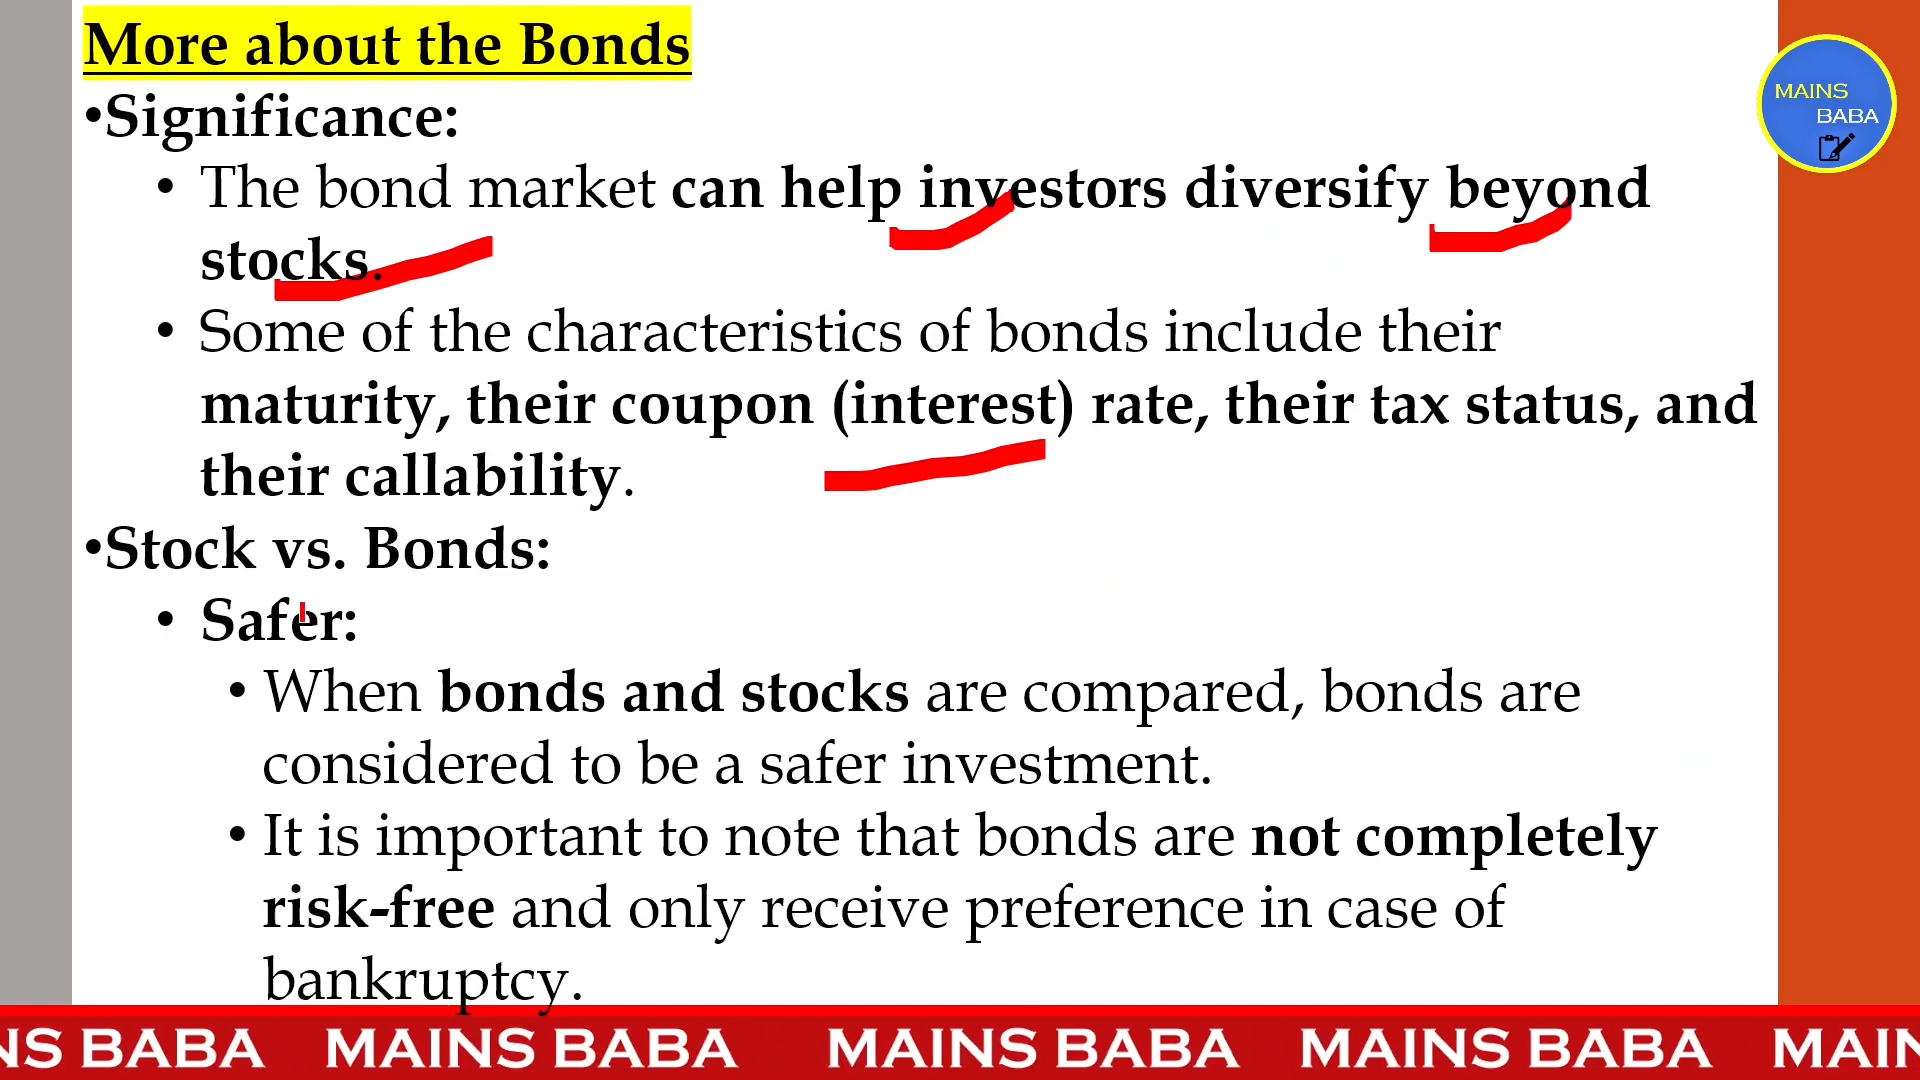 More about the Bonds
•Significance:
• The bond market can help investors diversify beyond
stocks.
• Some of the characteristics of bonds include their
maturity, their coupon (interest) rate, their tax status, and
their callability.
•Stock vs. Bonds:
• Safer:
• When bonds and stocks are compared, bonds are
considered to be a safer investment.
• It is important to note that bonds are not completely
risk-free and only receive preference in case of
bankruptcy.
MAINS
BABA
NS BABA MAINS BABA MAINS BABA MAINS BABA MAIN